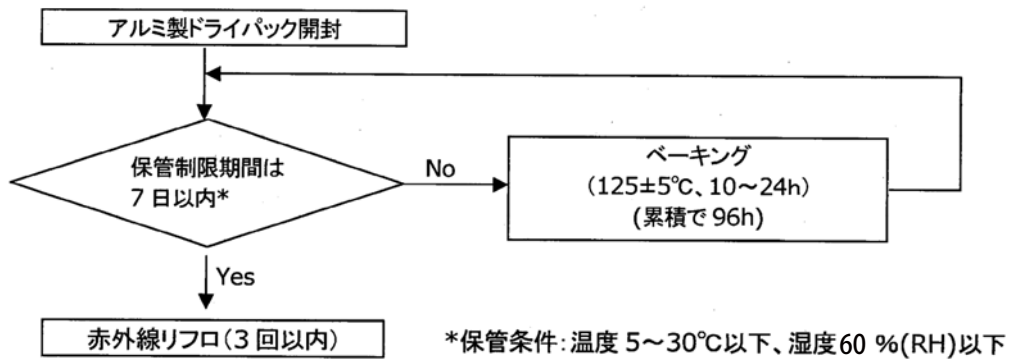 アルミ製ドライパック開封
保管制限期間は
7日以内*
No
ベーキング
(125±5℃、10～24h)
(累積で 96h)
Yes
赤外線リフロ(3回以内)
*保管条件:温度 5～30℃以下、湿度60 %(RH)以下